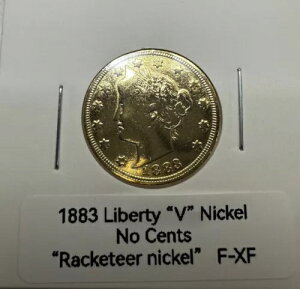 1883
1883 Liberty “V” Nickel
No Cents
“Racketeer nickel” F-XF